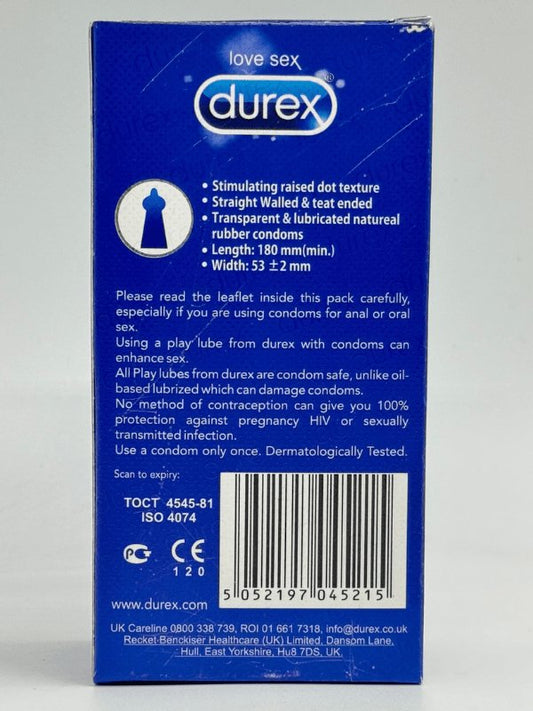 love sex
durex®
• Stimulating raised dot texture
• Straight Walled & teat ended
• Transparent & lubricated natureal
rubber condoms
• Length: 180 mm(min.)
• Width: 53 ±2 mm
Please read the leaflet inside this pack carefully,
especially if you are using condoms for anal or oral
sex.
Using a play lube from durex with condoms can
enhance sex.
All Play lubes from durex are condom safe, unlike oil-
based lubrized which can damage condoms.
No method of contraception can give you 100%
protection against pregnancy HIV or sexually
transmitted infection.
Use a condom only once. Dermatologically Tested.
Scan to expiry:
TOCT 4545-81
ISO 4074
PG CE
120
5 052197 045215
www.durex.com
UK Careline 0800 338 739, ROI 01 661 7318, info@durex.co.uk
Recket-Benckiser Healthcare (UK) Limited, Dansom Lane,
Hull, East Yorkshire, Hu8 7DS, UK.